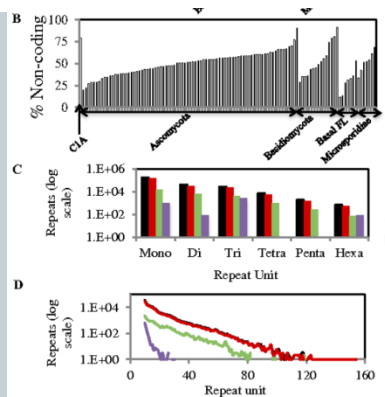 B
% Non-coding
100
75
50
25
0
C1A
Ascomycota
Basidiomycota
Basal FL
Microsporidiae
C
Repeats (log scale)
1.E+06
1.E+04
1.E+02
1.E+00
Mono Di Tri Tetra Penta Hexa
Repeat Unit
D
Repeats (log scale)
1.E+04
1.E+02
1.E+00
0 40 80 120 160
Repeat unit